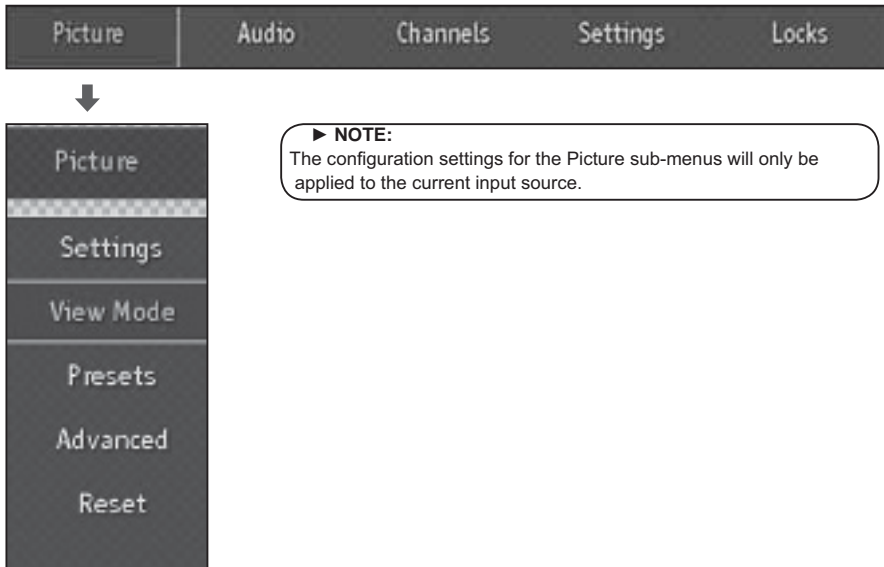 Picture Audio Channels Settings Locks
Picture
Settings
View Mode
Presets
Advanced
Reset
► NOTE:
The configuration settings for the Picture sub-menus will only be
applied to the current input source.